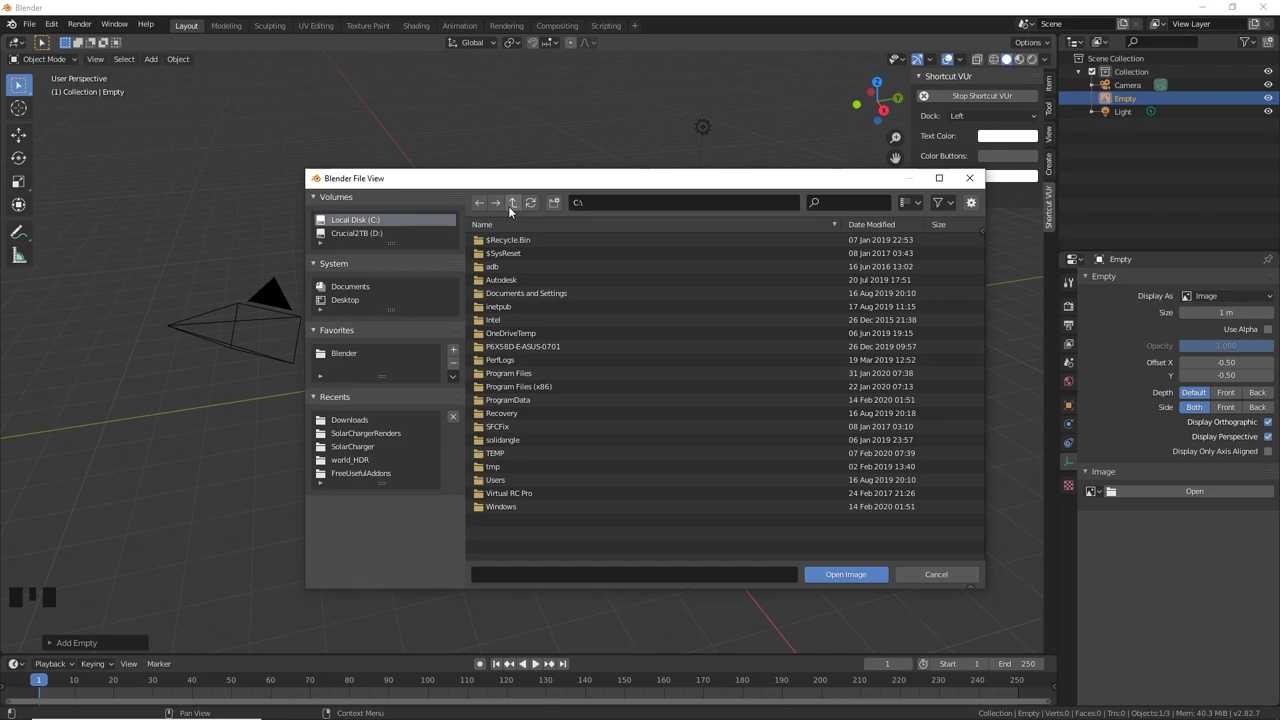 Blender
File Edit Render Window Help Layout Modeling Sculpting UV Editing Texture Paint Shading Animation Rendering Compositing Scripting + Scene View Layer
Global Options
Object Mode View Select Add Object
User Perspective
(1) Collection | Empty
Shortcut VUr
Stop Shortcut VUr
Dock: Left
Text Color:
Color Buttons:
Item
Tool
View
Create
Shortcut VUr
Scene Collection
Collection
Camera
Empty
Light
Blender File View
Volumes
Local Disk (C:)
Crucial2TB (D:)
System
Documents
Desktop
Favorites
Blender
Recents
Downloads
SolarChargerRenders
SolarCharger
world_HDR
FreeUsefulAddons
C:\
Name Date Modified Size
$Recycle.Bin 07 Jan 2019 22:53
$SysReset 08 Jan 2017 03:43
adb 16 Jun 2016 13:02
Autodesk 20 Jul 2019 17:51
Documents and Settings 16 Aug 2019 20:10
inetpub 17 Aug 2019 11:15
Intel 26 Dec 2015 21:38
OneDriveTemp 06 Jun 2019 19:15
P6X58D-E-ASUS-0701 26 Dec 2019 09:57
PerfLogs 19 Mar 2019 12:52
Program Files 31 Jan 2020 07:38
Program Files (x86) 22 Jan 2020 07:13
ProgramData 14 Feb 2020 01:51
Recovery 16 Aug 2019 20:18
SFCFix 08 Jan 2017 03:10
solidangle 06 Jan 2019 23:57
TEMP 07 Feb 2020 07:39
tmp 02 Feb 2019 13:40
Users 16 Aug 2019 20:10
Virtual RC Pro 24 Feb 2017 21:26
Windows 14 Feb 2020 01:51
Open Image Cancel
Empty
Empty
Display As Image
Size 1 m
Use Alpha
Opacity 1.000
Offset X -0.50
Y -0.50
Depth Default Front Back
Side Both Front Back
Display Orthographic
Display Perspective
Display Only Axis Aligned
Image
Open
Add Empty
Playback Keying View Marker 1 Start 1 End 250
1 10 20 30 40 50 60 70 80 90 100 110 120 130 140 150 160 170 180 190 200 210 220 230 240 250
Pan View Context Menu Collection | Empty | Verts:0 | Faces:0 | Tris:0 | Objects:1/3 | Mem: 40.3 MiB | v2.82.7